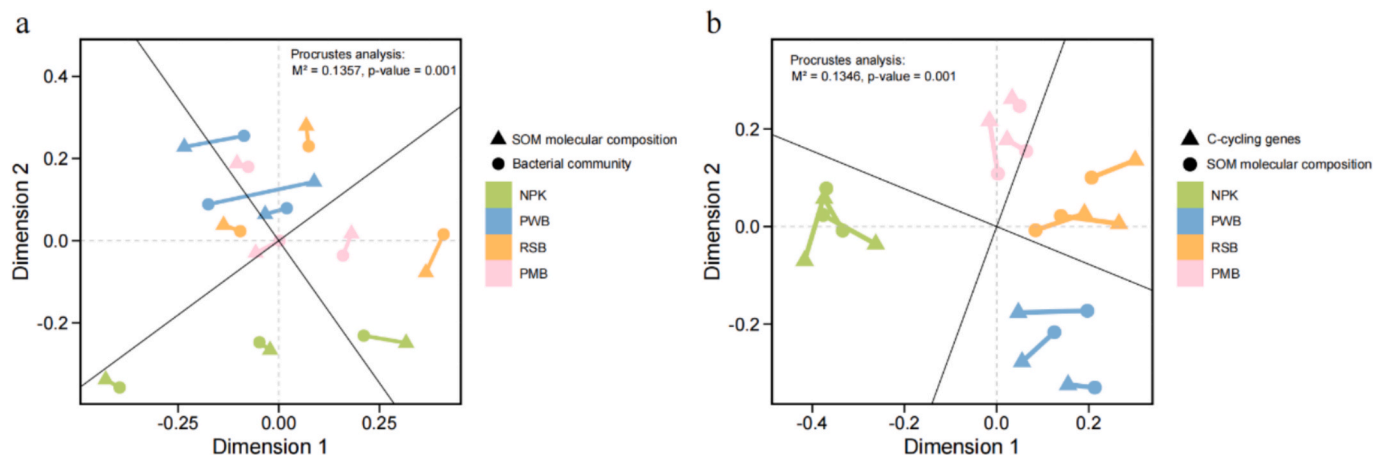 a
Procrustes analysis:
M² = 0.1357, p-value = 0.001
0.4
0.2
0.0
-0.2
-0.25
0.00
0.25
Dimension 1
Dimension 2
SOM molecular composition
Bacterial community
NPK
PWB
RSB
PMB
b
Procrustes analysis:
M² = 0.1346, p-value = 0.001
0.2
0.0
-0.2
-0.4
-0.2
0.0
0.2
Dimension 1
Dimension 2
C-cycling genes
SOM molecular composition
NPK
PWB
RSB
PMB